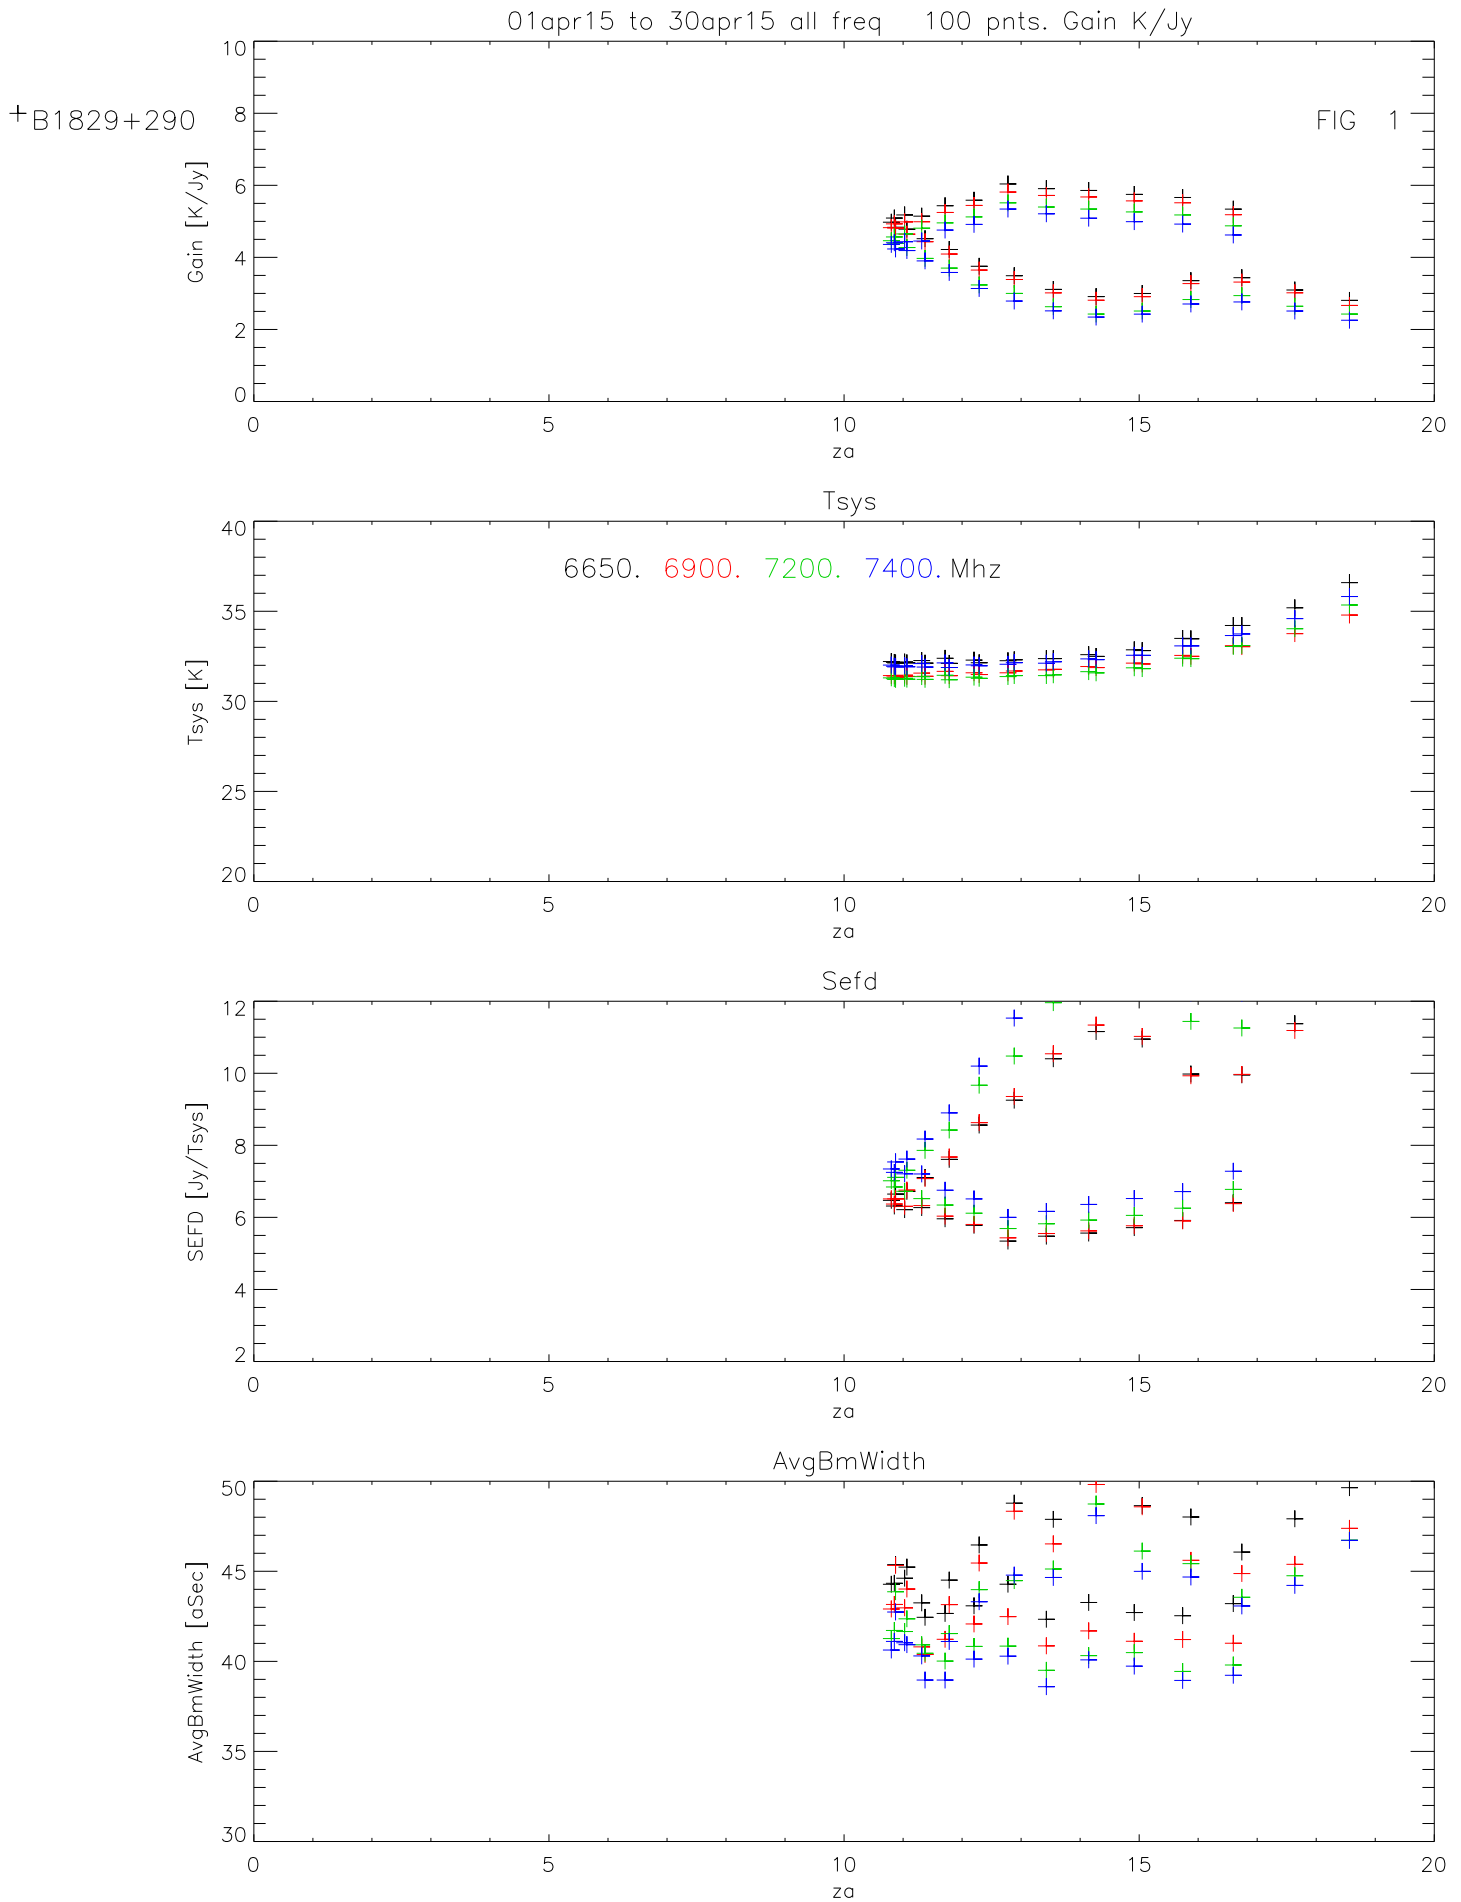 01apr15 to 30apr15 all freq 100 pnts. Gain K/Jy
+B1829+290
FIG 1
Gain [K/Jy]
10
8
6
4
2
0
0 5 10 15 20
za
Tsys
6650. 6900. 7200. 7400. Mhz
Tsys [K]
40
35
30
25
20
0 5 10 15 20
za
Sefd
SEFD [Jy/Tsys]
12
10
8
6
4
2
0 5 10 15 20
za
AvgBmWidth
AvgBmWidth [aSec]
50
45
40
35
30
0 5 10 15 20
za